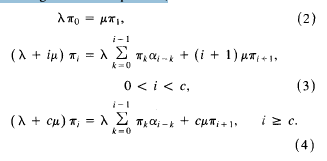 λπ₀ = μπ₁, (2)
(λ + iμ) πᵢ = λ ∑_{k=0}^{i−1} πₖαᵢ₋ₖ + (i + 1) μπᵢ₊₁,
0 < i < c, (3)
(λ + cμ) πᵢ = λ ∑_{k=0}^{i−1} πₖαᵢ₋ₖ + cμπᵢ₊₁, i ≥ c.
(4)